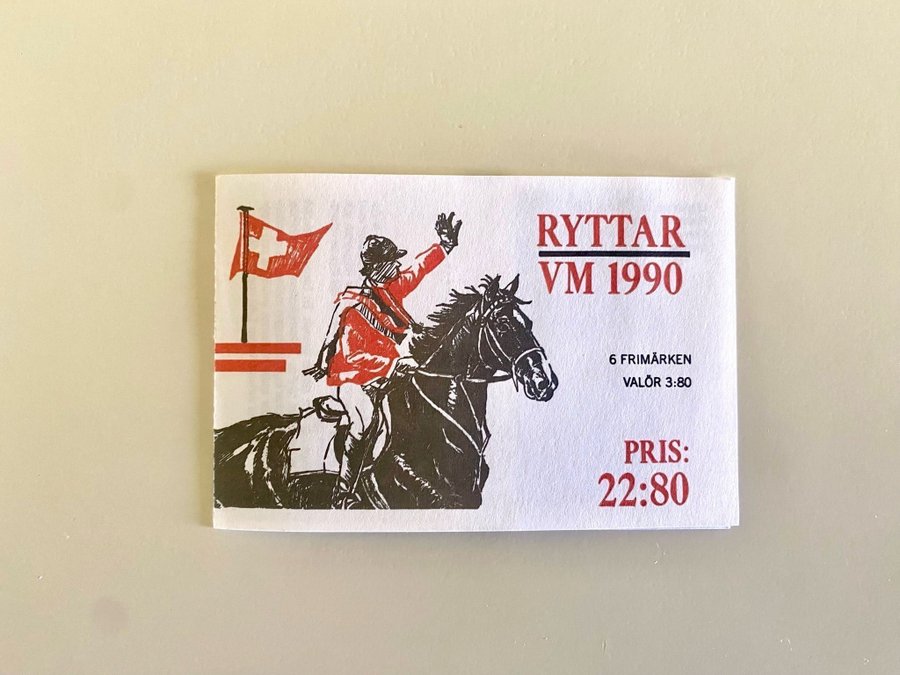 RYTTAR
VM 1990
6 FRIMÄRKEN
VALÖR 3:80
PRIS:
22:80